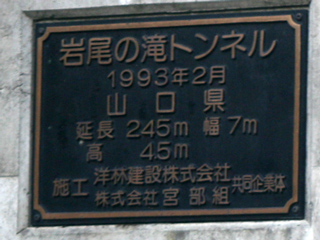 岩尾の滝トンネル
1993年2月
山口県
延長 245m 幅 7m
高 4.5m
施工 洋林建設株式会社 共同企業体
株式会社宮部組